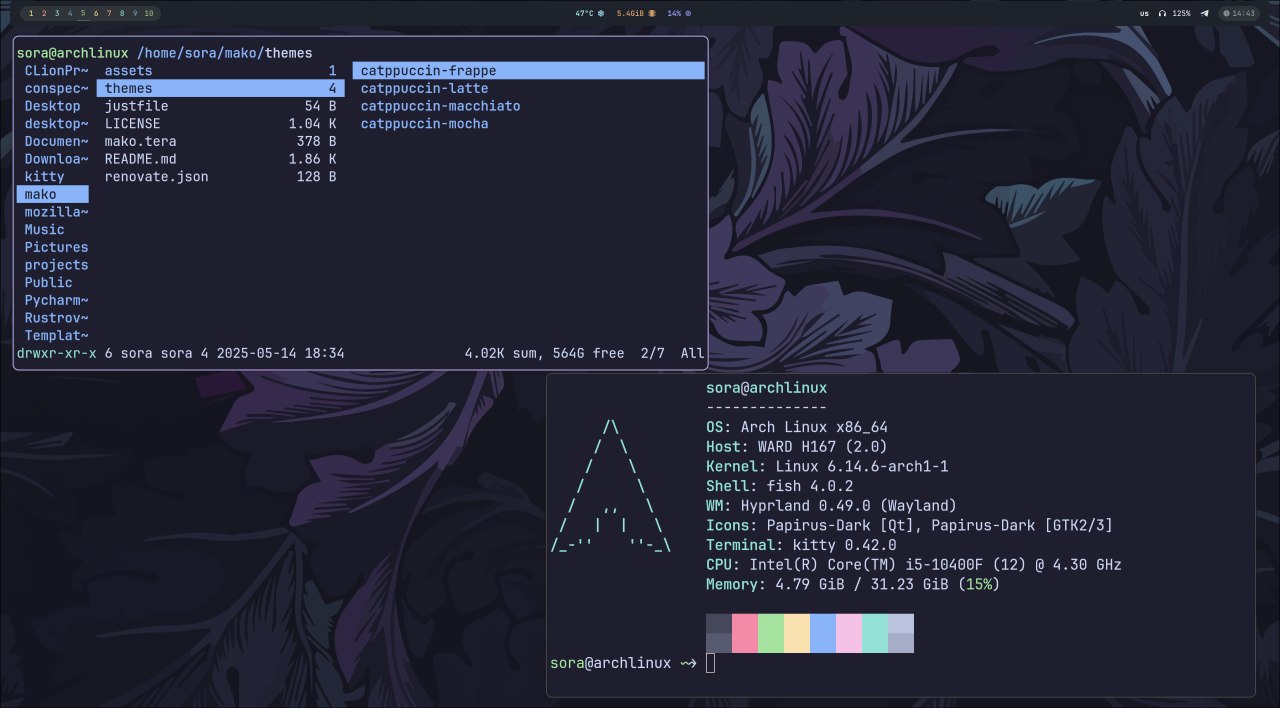 1 2 3 4 5 6 7 8 9 10
47°C
5.4GiB
14%
us
125%
14:43
sora@archlinux /home/sora/mako/themes
CLionPr~ assets 1 catppuccin-frappe
conspec~ themes 4 catppuccin-latte
Desktop justfile 54 B catppuccin-macchiato
desktop~ LICENSE 1.04 K catppuccin-mocha
Documen~ mako.tera 378 B
Downloa~ README.md 1.86 K
kitty renovate.json 128 B
mako
mozilla~
Music
Pictures
projects
Public
Pycharm~
Rustrov~
Templat~
drwxr-xr-x 6 sora sora 4 2025-05-14 18:34 4.02K sum, 564G free 2/7 All
sora@archlinux
--------------
OS: Arch Linux x86_64
Host: WARD H167 (2.0)
Kernel: Linux 6.14.6-arch1-1
Shell: fish 4.0.2
WM: Hyprland 0.49.0 (Wayland)
Icons: Papirus-Dark [Qt], Papirus-Dark [GTK2/3]
Terminal: kitty 0.42.0
CPU: Intel(R) Core(TM) i5-10400F (12) @ 4.30 GHz
Memory: 4.79 GiB / 31.23 GiB (15%)
sora@archlinux ~>